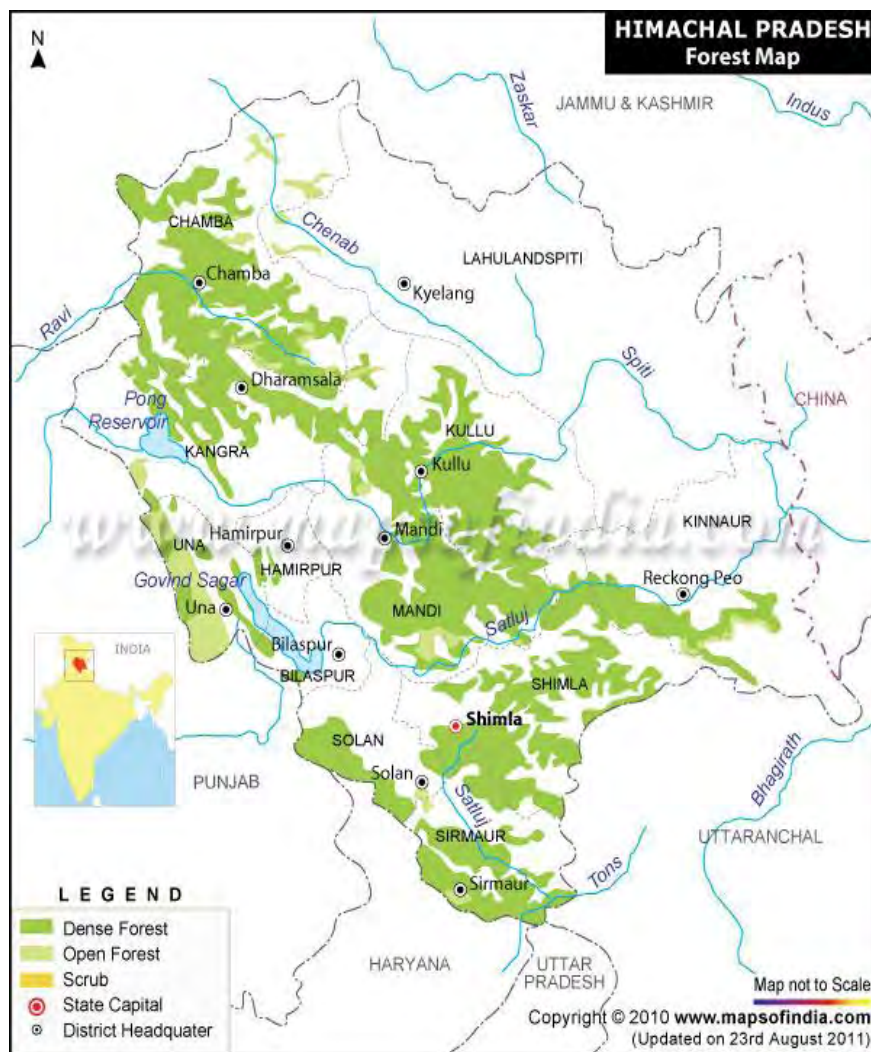 HIMACHAL PRADESH
Forest Map
N
Zaskar
JAMMU & KASHMIR
Indus
CHAMBA
Chenab
LAHULANDSPITI
Chamba
Kyelang
Ravi
Spiti
Dharamsala
Pong
Reservoir
CHINA
KULLU
KANGRA
Kullu
www.mapsofindia.com
KINNAUR
UNA
Hamirpur
Mandi
HAMIRPUR
Govind Sagar
Reckong Peo
Una
MANDI
Satluj
INDIA
Bilaspur
BILASPUR
SHIMLA
Shimla
SOLAN
Solan
PUNJAB
Satluj
Bhagirath
UTTARANCHAL
SIRMAUR
Sirmaur
Tons
LEGEND
Dense Forest
Open Forest
Scrub
State Capital
District Headquater
HARYANA
UTTAR
PRADESH
Map not to Scale
Copyright © 2010 www.mapsofindia.com
(Updated on 23rd August 2011)